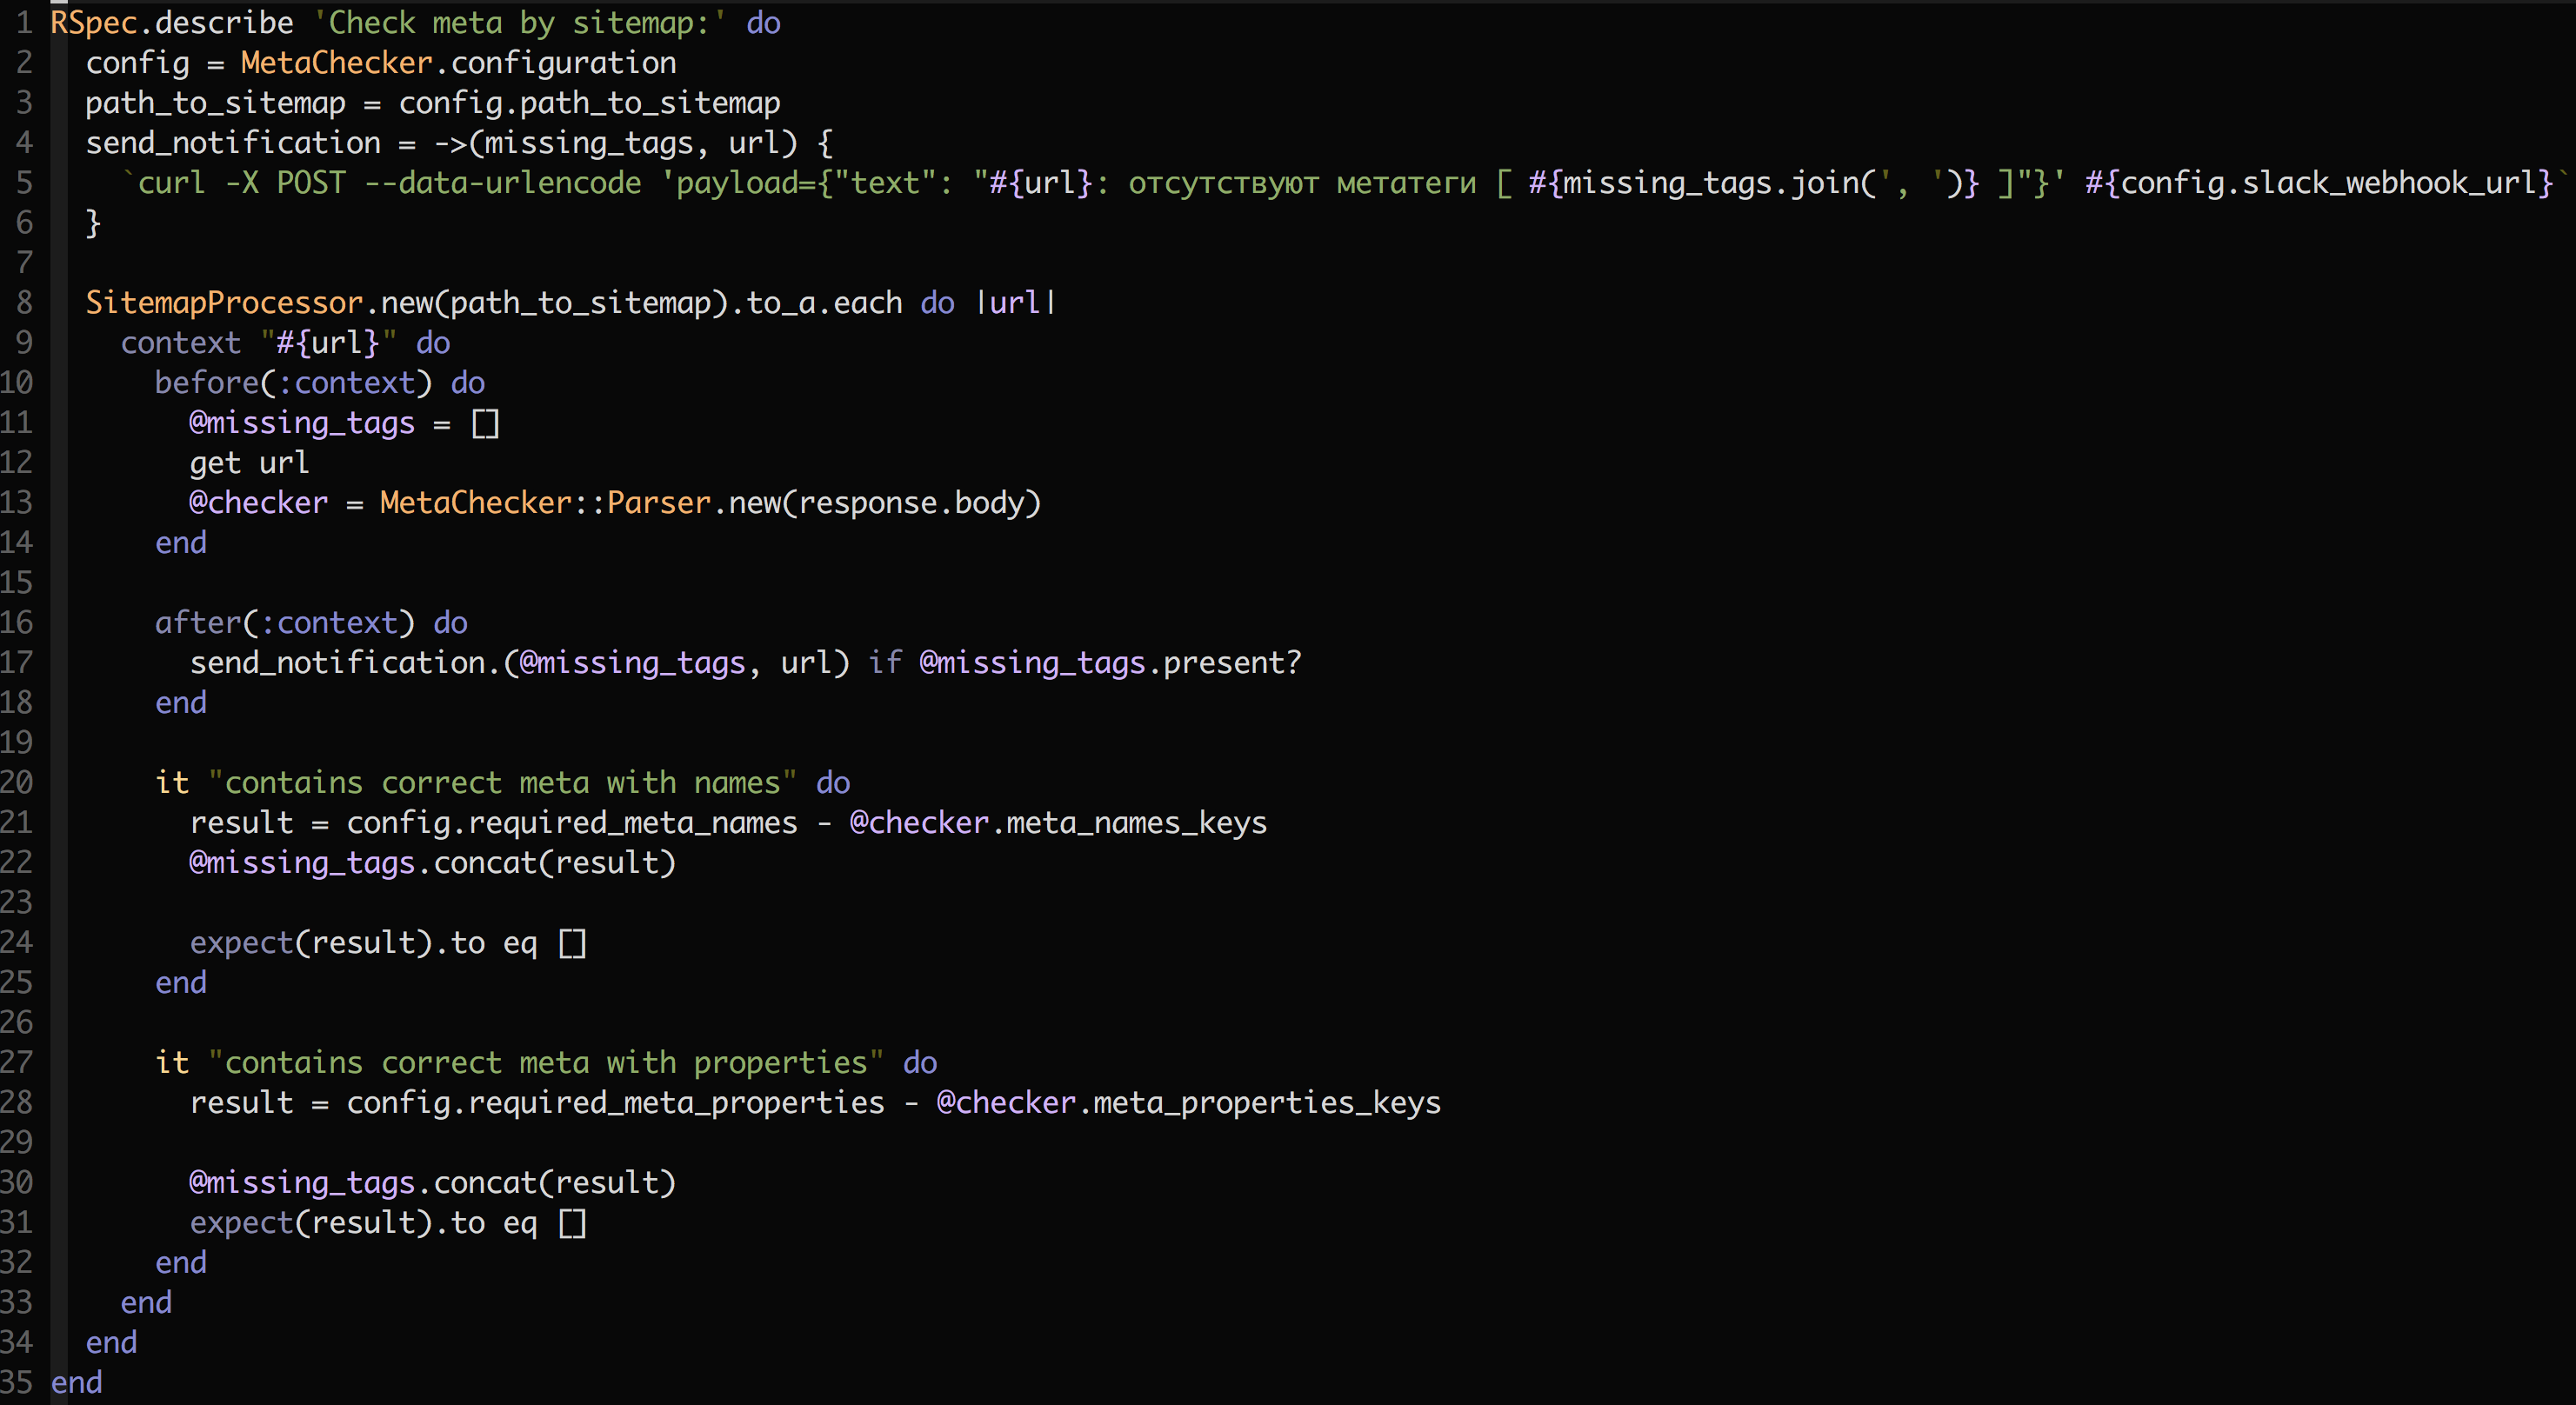 1 RSpec.describe 'Check meta by sitemap:' do
2   config = MetaChecker.configuration
3   path_to_sitemap = config.path_to_sitemap
4   send_notification = ->(missing_tags, url) {
5     `curl -X POST --data-urlencode 'payload={"text": "#{url}: отсутствуют метатеги [ #{missing_tags.join(', ')} ]"}' #{config.slack_webhook_url}`
6   }
7
8   SitemapProcessor.new(path_to_sitemap).to_a.each do |url|
9     context "#{url}" do
10       before(:context) do
11         @missing_tags = []
12         get url
13         @checker = MetaChecker::Parser.new(response.body)
14       end
15
16       after(:context) do
17         send_notification.(@missing_tags, url) if @missing_tags.present?
18       end
19
20       it "contains correct meta with names" do
21         result = config.required_meta_names - @checker.meta_names_keys
22         @missing_tags.concat(result)
23
24         expect(result).to eq []
25       end
26
27       it "contains correct meta with properties" do
28         result = config.required_meta_properties - @checker.meta_properties_keys
29
30         @missing_tags.concat(result)
31         expect(result).to eq []
32       end
33     end
34   end
35 end